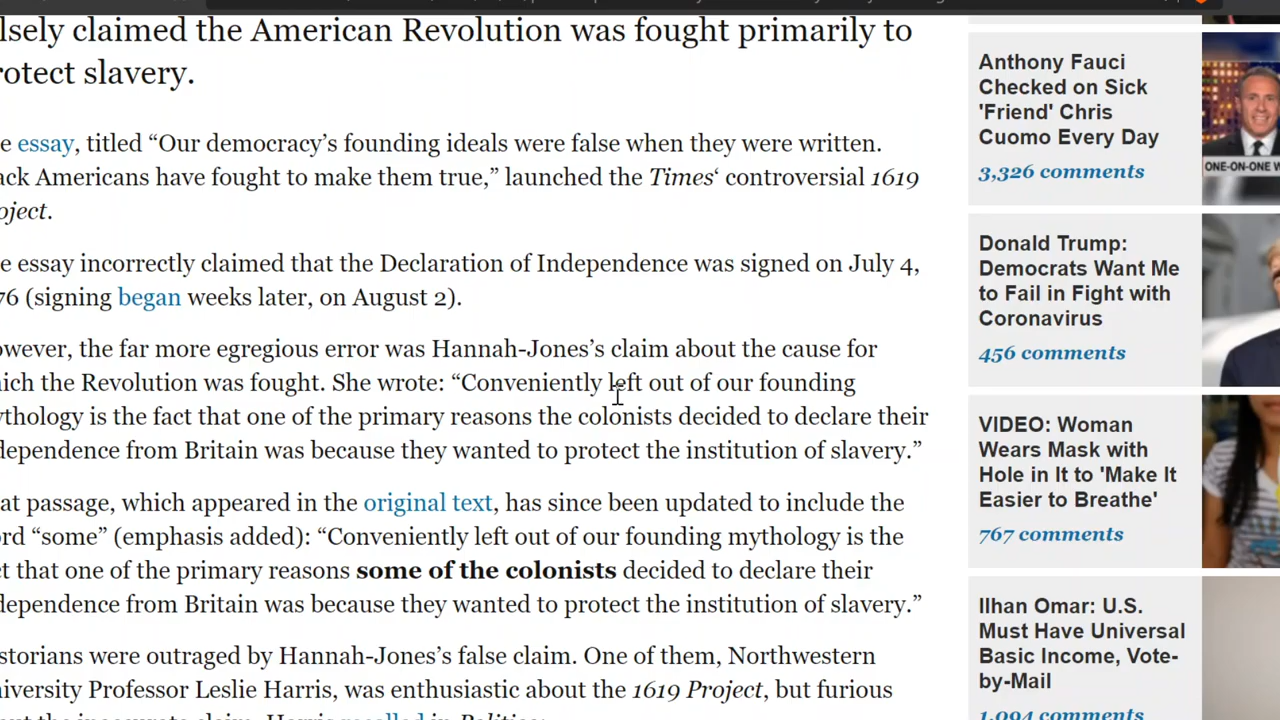 lsely claimed the American Revolution was fought primarily to
rotect slavery.
e essay, titled “Our democracy’s founding ideals were false when they were written.
ack Americans have fought to make them true,” launched the Times‘ controversial 1619
oject.
e essay incorrectly claimed that the Declaration of Independence was signed on July 4,
76 (signing began weeks later, on August 2).
owever, the far more egregious error was Hannah-Jones’s claim about the cause for
ich the Revolution was fought. She wrote: “Conveniently left out of our founding
ythology is the fact that one of the primary reasons the colonists decided to declare their
dependence from Britain was because they wanted to protect the institution of slavery.”
at passage, which appeared in the original text, has since been updated to include the
rd “some” (emphasis added): “Conveniently left out of our founding mythology is the
ct that one of the primary reasons some of the colonists decided to declare their
dependence from Britain was because they wanted to protect the institution of slavery.”
storians were outraged by Hannah-Jones’s false claim. One of them, Northwestern
niversity Professor Leslie Harris, was enthusiastic about the 1619 Project, but furious
Anthony Fauci
Checked on Sick
'Friend' Chris
Cuomo Every Day
3,326 comments
ONE-ON-ONE W
Donald Trump:
Democrats Want Me
to Fail in Fight with
Coronavirus
456 comments
VIDEO: Woman
Wears Mask with
Hole in It to 'Make It
Easier to Breathe'
767 comments
Ilhan Omar: U.S.
Must Have Universal
Basic Income, Vote-
by-Mail
1,094 comments